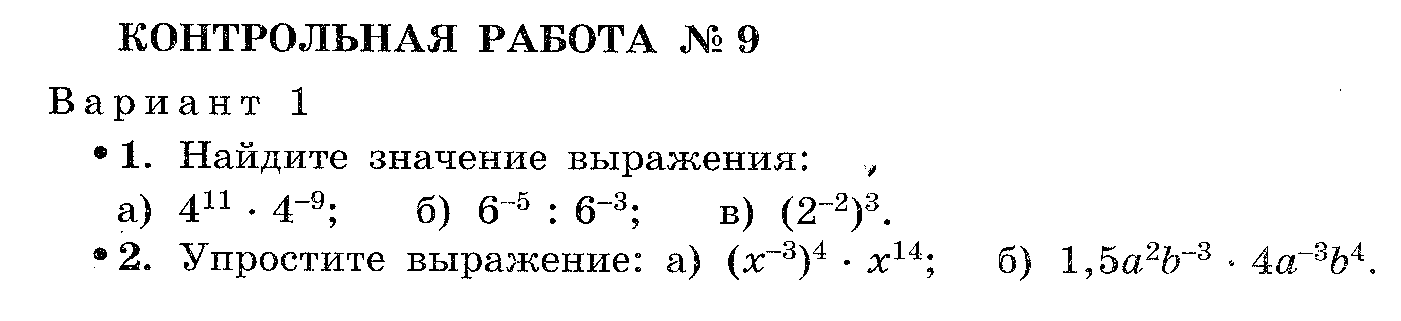 КОНТРОЛЬНАЯ РАБОТА № 9
Вариант 1
• 1. Найдите значение выражения:
а) 4¹¹ · 4⁻⁹; б) 6⁻⁵ : 6⁻³; в) (2⁻²)³.
• 2. Упростите выражение: а) (x⁻³)⁴ · x¹⁴; б) 1,5a²b⁻³ · 4a⁻³b⁴.